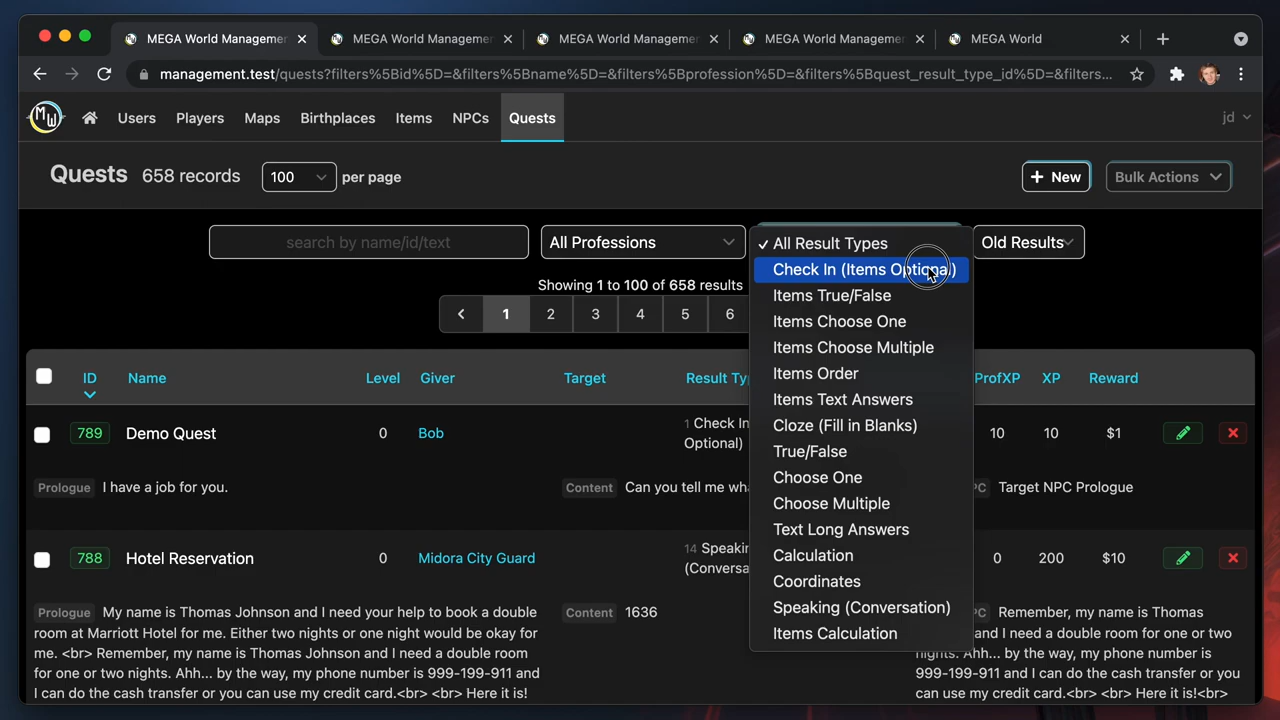 MEGA World Managemen
MEGA World Managemen
MEGA World Managemen
MEGA World Managemen
MEGA World
management.test/quests?filters%5Bid%5D=&filters%5Bname%5D=&filters%5Bprofession%5D=&filters%5Bquest_result_type_id%5D=&filters...
MW
Users
Players
Maps
Birthplaces
Items
NPCs
Quests
jd
Quests 658 records
100
per page
+ New
Bulk Actions
search by name/id/text
All Professions
Old Results
✓ All Result Types
Check In (Items Optional)
Items True/False
Items Choose One
Items Choose Multiple
Items Order
Items Text Answers
Cloze (Fill in Blanks)
True/False
Choose One
Choose Multiple
Text Long Answers
Calculation
Coordinates
Speaking (Conversation)
Items Calculation
Showing 1 to 100 of 658 results
1 2 3 4 5 6
ID Name Level Giver Target Result Ty ProfXP XP Reward
789 Demo Quest 0 Bob 1 Check In 10 10 $1
Optional)
Prologue I have a job for you.
Content Can you tell me wh
PC Target NPC Prologue
788 Hotel Reservation 0 Midora City Guard 14 Speaki 0 200 $10
(Conversa
Prologue My name is Thomas Johnson and I need your help to book a double
room at Marriott Hotel for me. Either two nights or one night would be okay for
me. <br> Remember, my name is Thomas Johnson and I need a double room
for one or two nights. Ahh... by the way, my phone number is 999-199-911 and
I can do the cash transfer or you can use my credit card.<br> <br> Here it is!
Content 1636
PC Remember, my name is Thomas
and I need a double room for one or two
nights. Ahh... by the way, my phone number is
999-199-911 and I can do the cash transfer or you
can use my credit card.<br> <br> Here it is!<br>